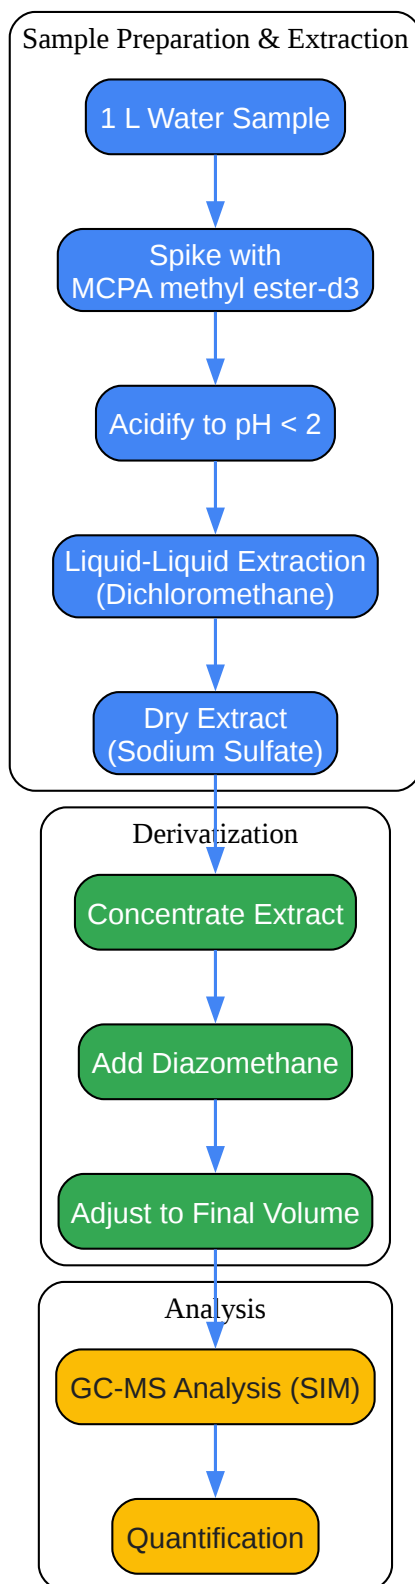 Sample Preparation & Extraction
1 L Water Sample
Spike with
MCPA methyl ester-d3
Acidify to pH < 2
Liquid-Liquid Extraction
(Dichloromethane)
Dry Extract
(Sodium Sulfate)
Derivatization
Concentrate Extract
Add Diazomethane
Adjust to Final Volume
Analysis
GC-MS Analysis (SIM)
Quantification